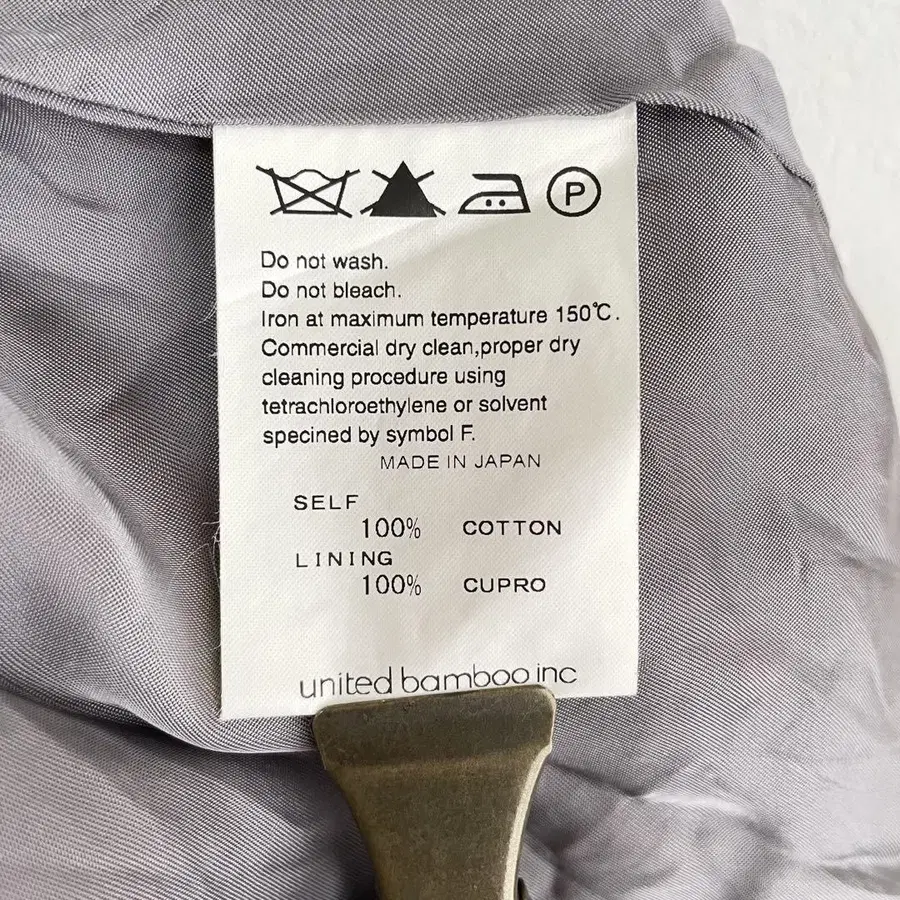 P
Do not wash.
Do not bleach.
Iron at maximum temperature 150℃.
Commercial dry clean,proper dry
cleaning procedure using
tetrachloroethylene or solvent
specined by symbol F.
MADE IN JAPAN
SELF
100% COTTON
LINING
100% CUPRO
united bamboo inc